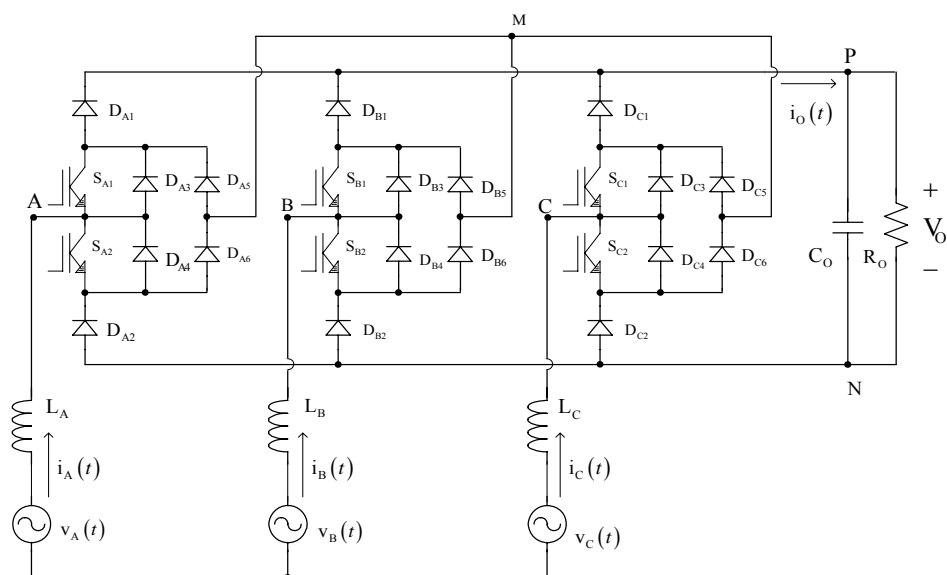 M
P
D_A1 D_B1 D_C1 i_O(t)
S_A1 D_A3 D_A5 S_B1 D_B3 D_B5 S_C1 D_C3 D_C5
A B C + 
S_A2 D_A4 D_A6 S_B2 D_B4 D_B6 S_C2 D_C4 D_C6 C_O R_O V_O
−
D_A2 D_B2 D_C2
N
L_A L_B L_C
i_A(t) i_B(t) i_C(t)
v_A(t) v_B(t) v_C(t)